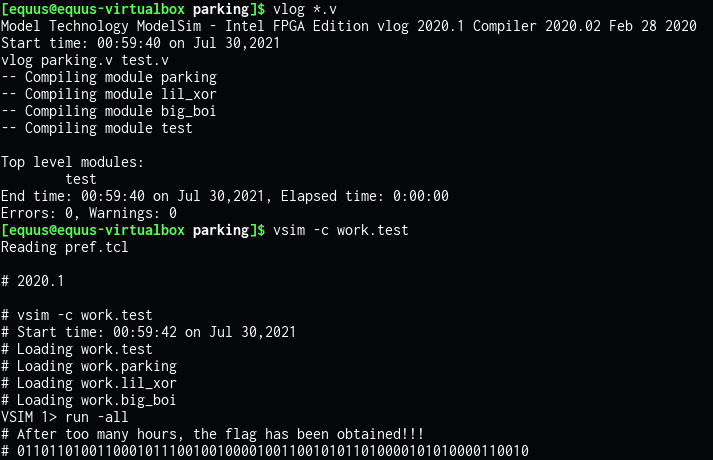 [equus@equus-virtualbox parking]$ vlog *.v
Model Technology ModelSim - Intel FPGA Edition vlog 2020.1 Compiler 2020.02 Feb 28 2020
Start time: 00:59:40 on Jul 30,2021
vlog parking.v test.v
-- Compiling module parking
-- Compiling module lil_xor
-- Compiling module big_boi
-- Compiling module test

Top level modules:
        test
End time: 00:59:40 on Jul 30,2021, Elapsed time: 0:00:00
Errors: 0, Warnings: 0
[equus@equus-virtualbox parking]$ vsim -c work.test
Reading pref.tcl

# 2020.1

# vsim -c work.test
# Start time: 00:59:42 on Jul 30,2021
# Loading work.test
# Loading work.parking
# Loading work.lil_xor
# Loading work.big_boi
VSIM 1> run -all
# After too many hours, the flag has been obtained!!!
# 0110110100110001011100100100001001100101011010000101010000110010